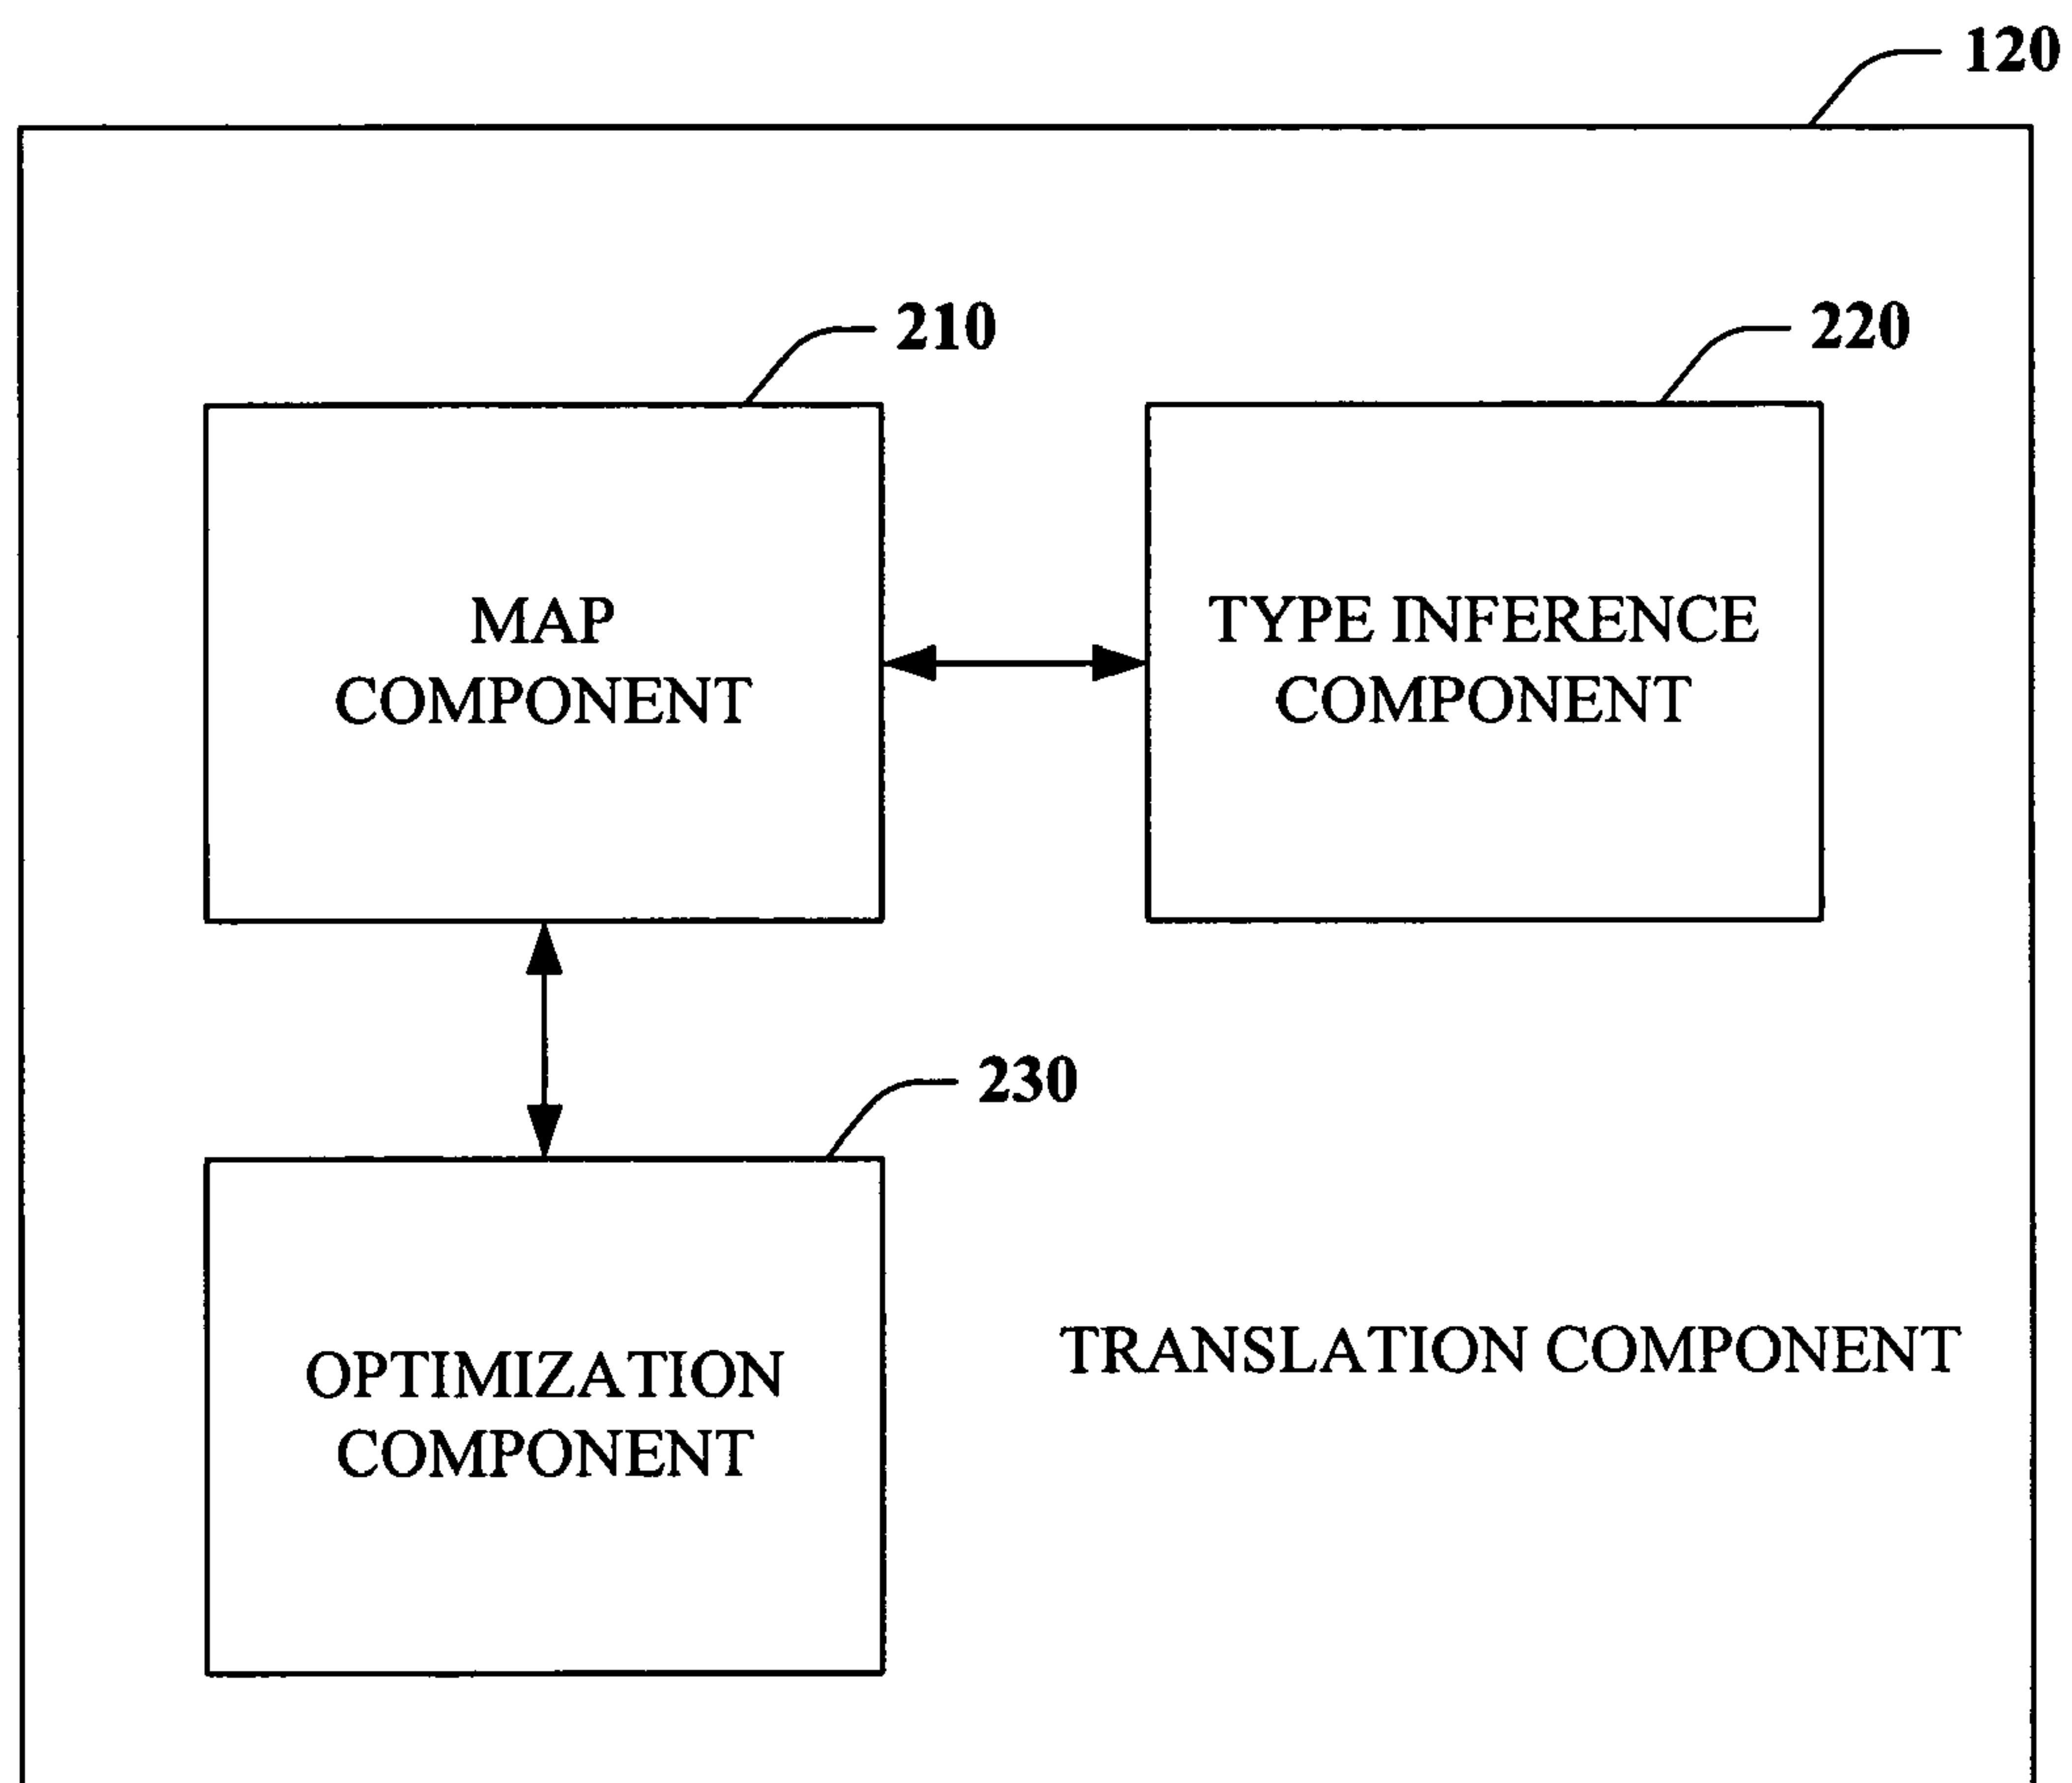 120
210
220
MAP
COMPONENT
TYPE INFERENCE
COMPONENT
230
OPTIMIZATION
COMPONENT
TRANSLATION COMPONENT